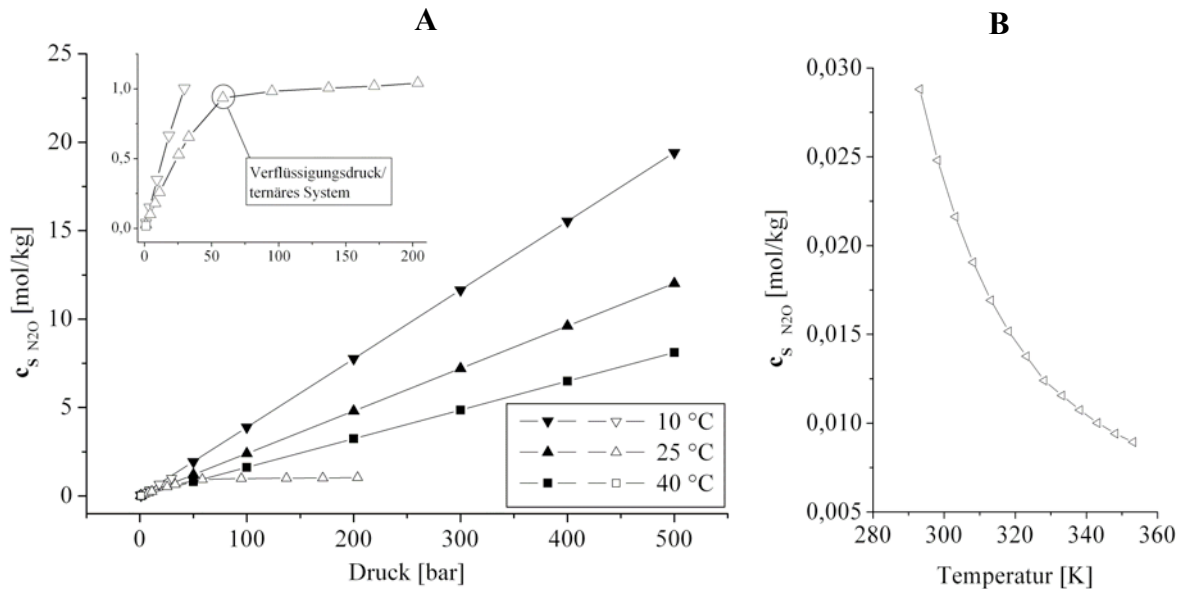 A
B
25
20
15
10
5
0
c_s N2O [mol/kg]
0
100
200
300
400
500
Druck [bar]
1,0
0,5
0,0
0
50
100
150
200
Verflüssigungsdruck/
ternäres System
10 °C
25 °C
40 °C
0,030
0,025
0,020
0,015
0,010
0,005
c_s N2O [mol/kg]
280
300
320
340
360
Temperatur [K]